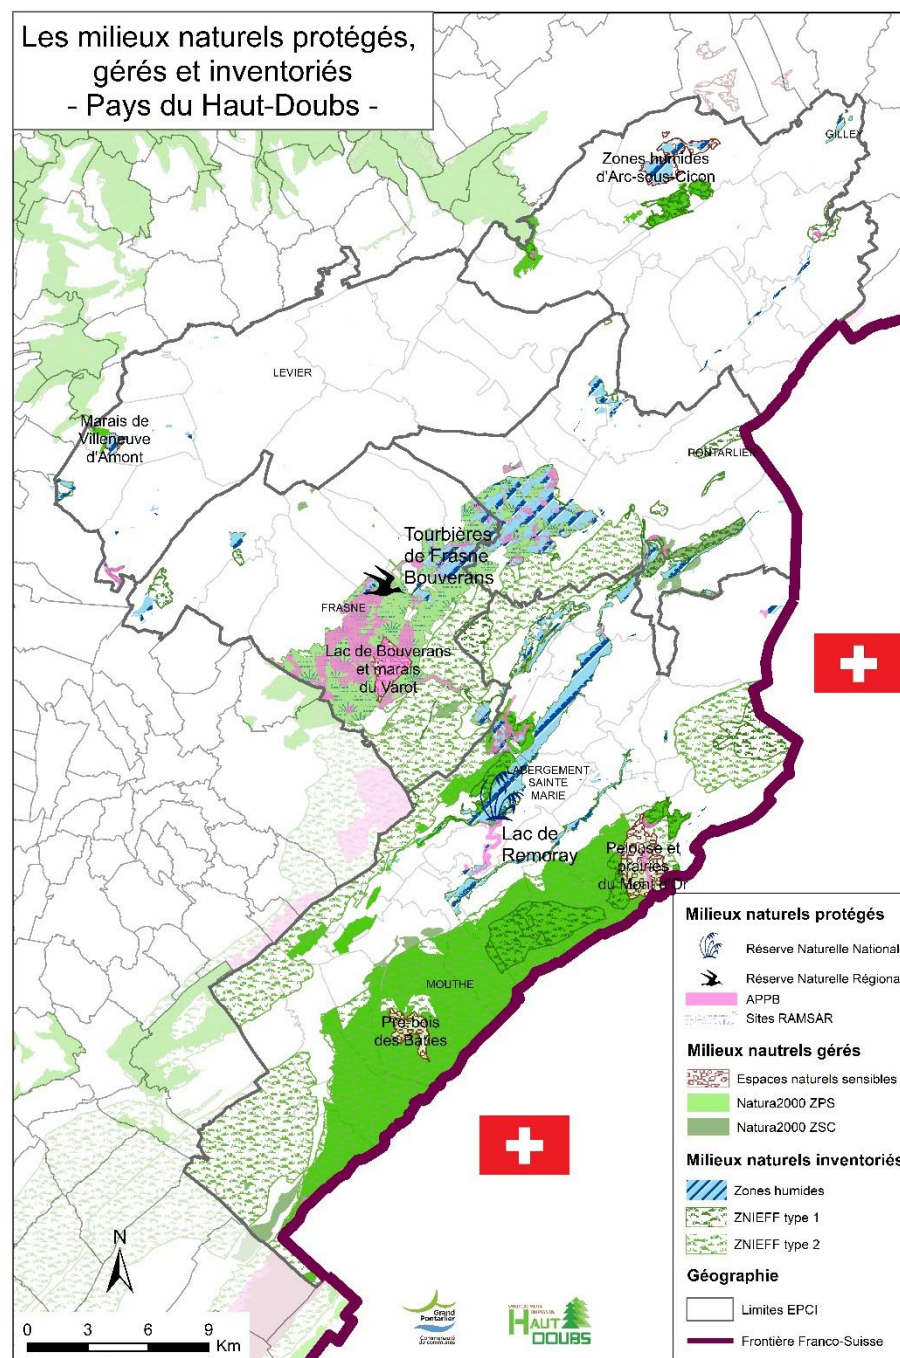 Les milieux naturels protégés,
gérés et inventoriés
- Pays du Haut-Doubs -
GILLEY
Zones humides
d'Arc-sous-Cicon
LEVIER
Marais de
Villeneuve
d'Amont
PONTARLIER
Tourbières
de Frasne
Bouverans
FRASNE
Lac de Bouverans
et marais
du Varot
LABERGEMENT
SAINTE
MARIE
Lac de
Remoray
Pelouse et
prairies
du Mont d'Or
MOUTHE
Pré-bois
des Baties
Milieux naturels protégés
Réserve Naturelle National
Réserve Naturelle Région
APPB
Sites RAMSAR
Milieux nautrels gérés
Espaces naturels sensibles
Natura2000 ZPS
Natura2000 ZSC
Milieux naturels inventoriés
Zones humides
ZNIEFF type 1
ZNIEFF type 2
Géographie
Limites EPCI
Frontière Franco-Suisse
N
0 3 6 9
Km
Grand
Pontarlier
Communauté
de communes
HAUT
DOUBS